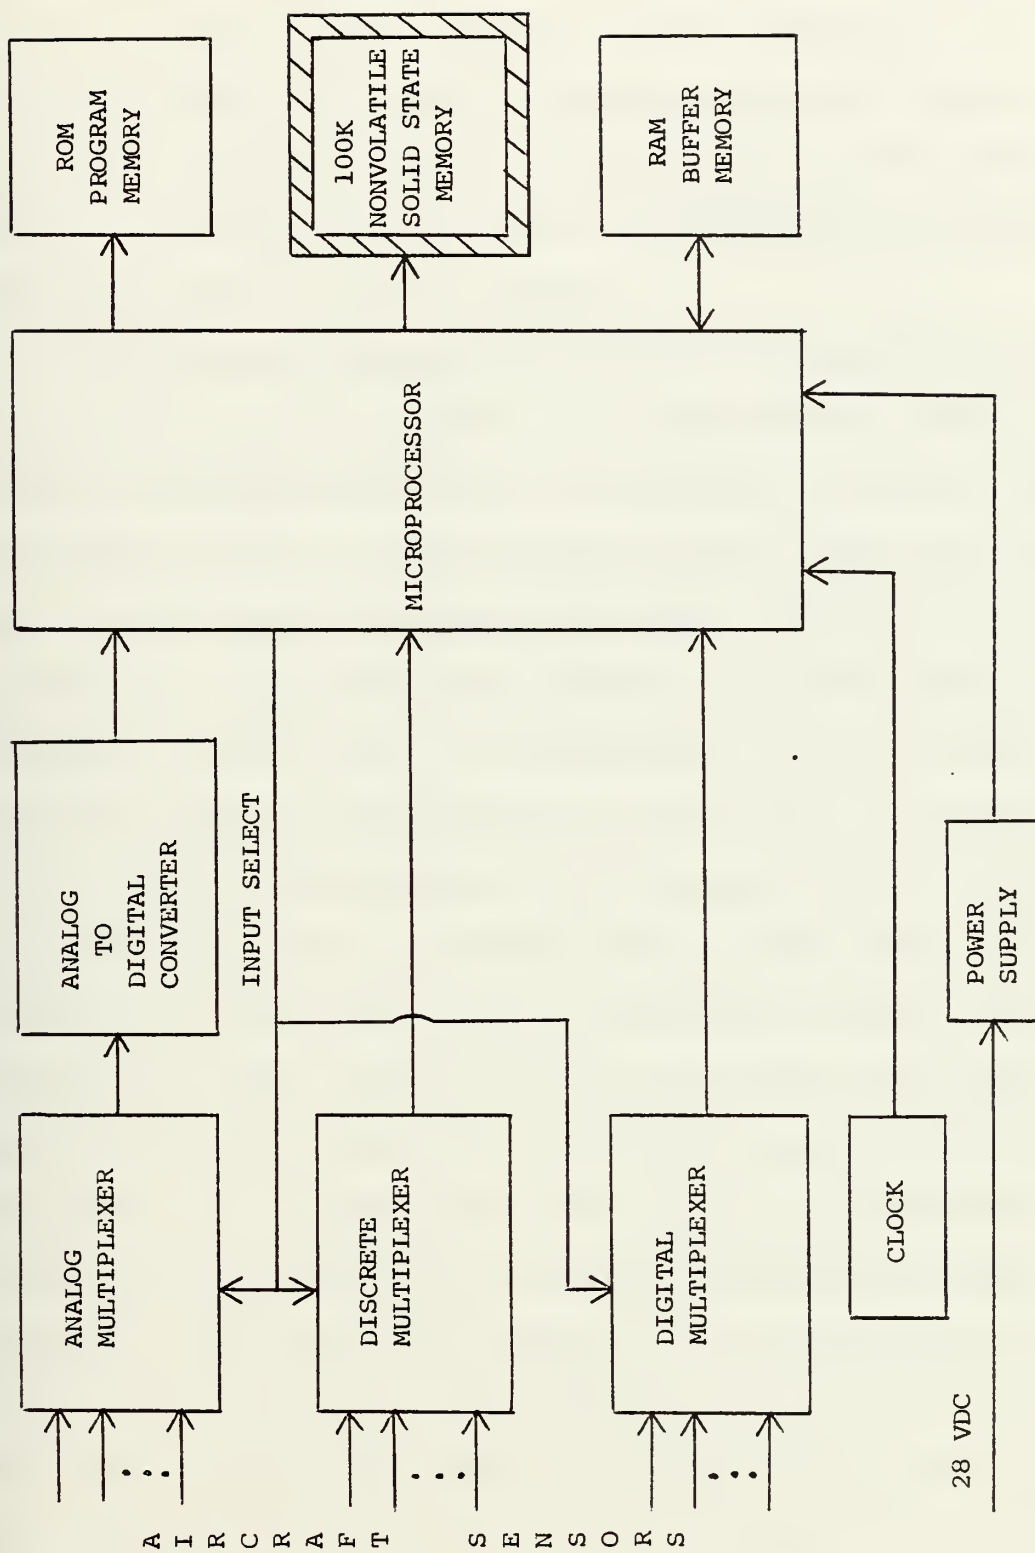 AIRCRAFT SENSORS
ANALOG
MULTIPLEXER
ANALOG
TO
DIGITAL
CONVERTER
INPUT SELECT
DISCRETE
MULTIPLEXER
DIGITAL
MULTIPLEXER
CLOCK
28 VDC
POWER
SUPPLY
MICROPROCESSOR
ROM
PROGRAM
MEMORY
100K
NONVOLATILE
SOLID STATE
MEMORY
RAM
BUFFER
MEMORY